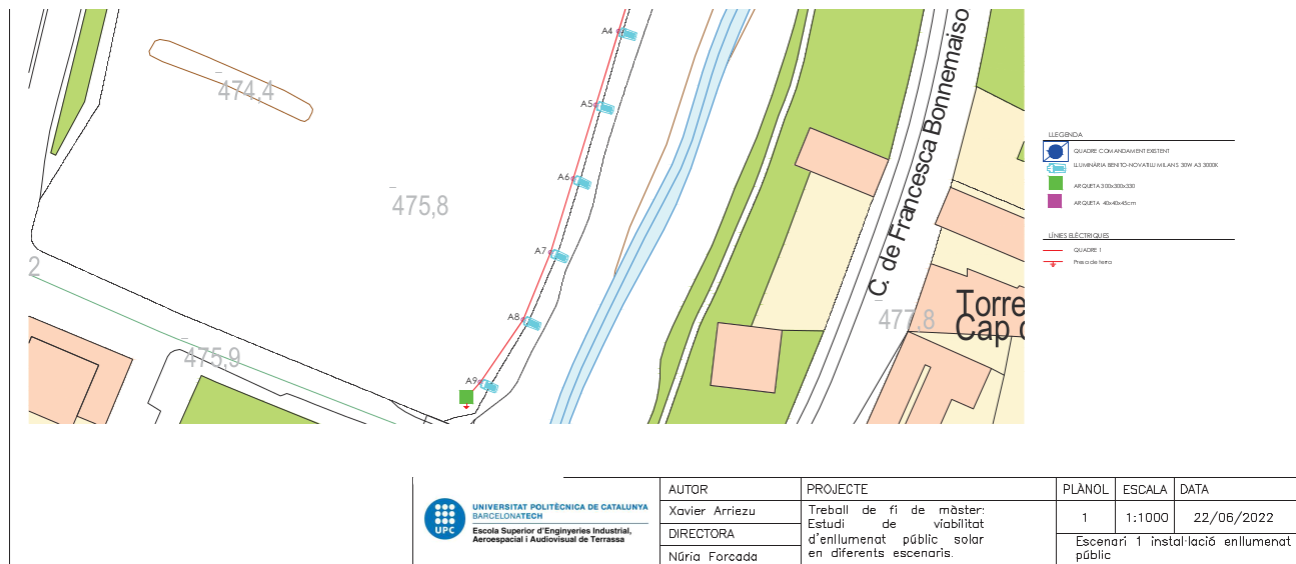 A4
474,4
A5
A6
475,8
A7
2
A8
475,9
A9
C. de Francesca Bonnemaiso
477,8
Torre
Cap
LLEGENDA
QUADRE COMANDAMENT EXISTENT
LLUMINÀRIA BENITO-NOVATILU MILAN S 30W A3 3000K
ARQUETA 300x300x330
ARQUETA 40x40x45cm
LÍNIES ELÈCTRIQUES
QUADRE 1
Presa de terra
UPC
UNIVERSITAT POLITÈCNICA DE CATALUNYA
BARCELONATECH
Escola Superior d'Enginyeries Industrial,
Aeroespacial i Audiovisual de Terrassa
AUTOR
Xavier Arriezu
DIRECTORA
Núria Forcada
PROJECTE
Treball de fi de màster:
Estudi de viabilitat
d'enllumenat públic solar
en diferents escenaris.
PLÀNOL
1
ESCALA
1:1000
DATA
22/06/2022
Escenari 1 instal·lació enllumenat
públic